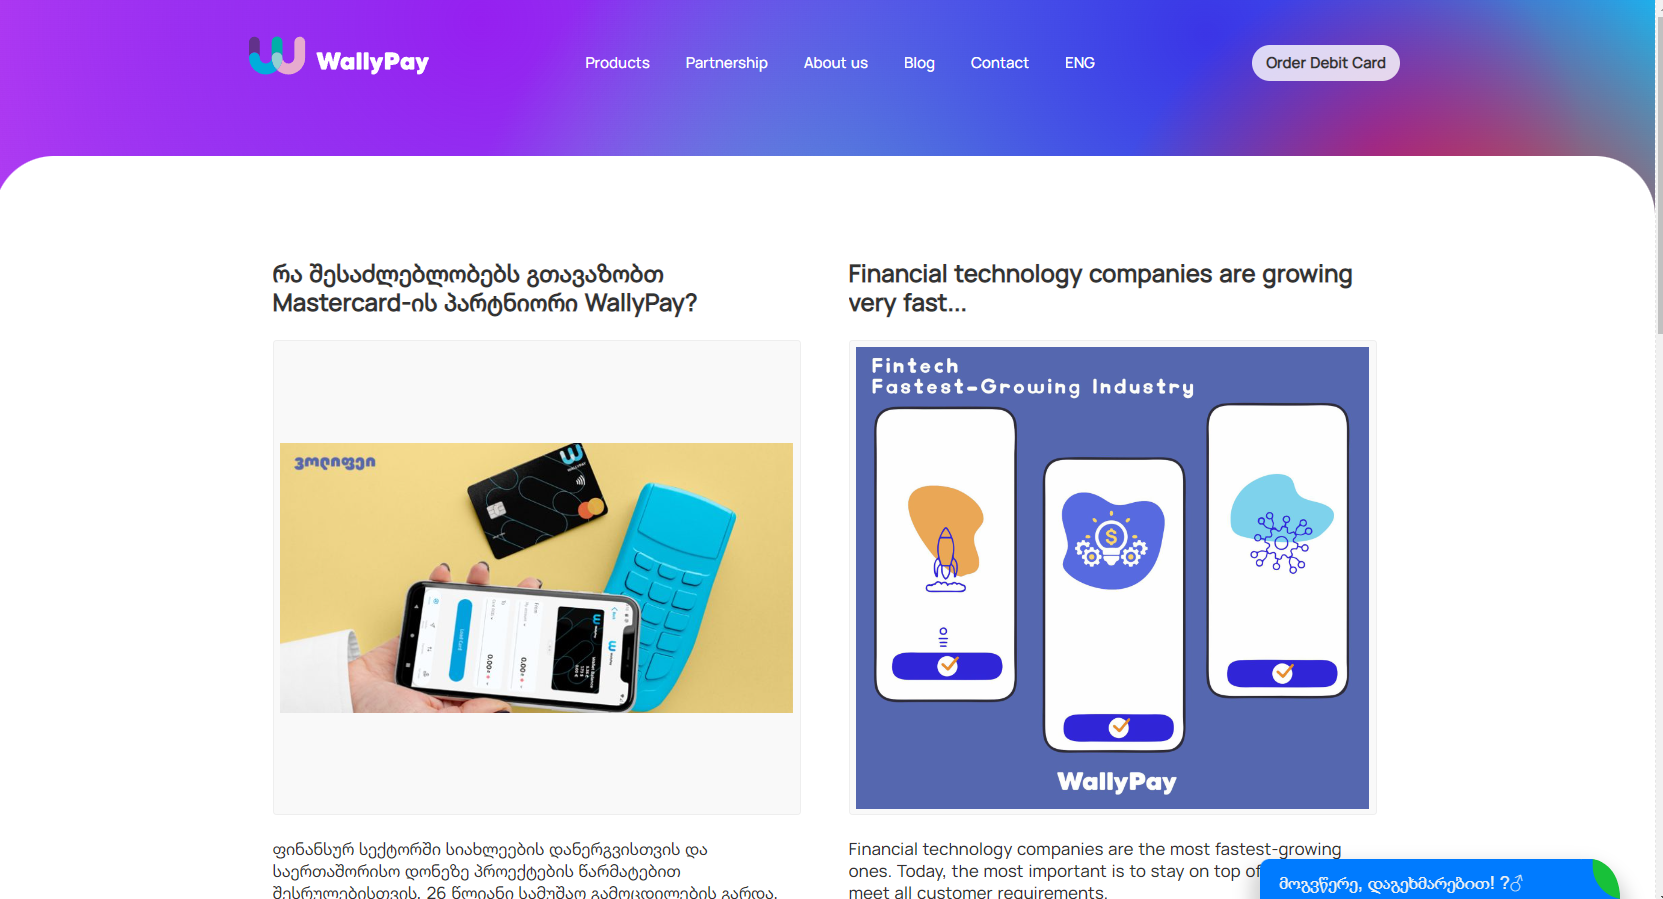 WallyPay
Products
Partnership
About us
Blog
Contact
ENG
Order Debit Card
რა შესაძლებლობებს გთავაზობთ
Mastercard-ის პარტნიორი WallyPay?
ვოლიფეი
Financial technology companies are growing
very fast...
Fintech
Fastest-Growing Industry
WallyPay
ფინანსურ სექტორში სიახლეების დანერგვისთვის და
საერთაშორისო დონეზე პროექტების წარმატებით
შესრულებისთვის, 26 წლიანი სამუშაო გამოცდილების გარდა,
Financial technology companies are the most fastest-growing
ones. Today, the most important is to stay on top of
meet all customer requirements.
მოგვწერე, დაგეხმარებით! ?♂